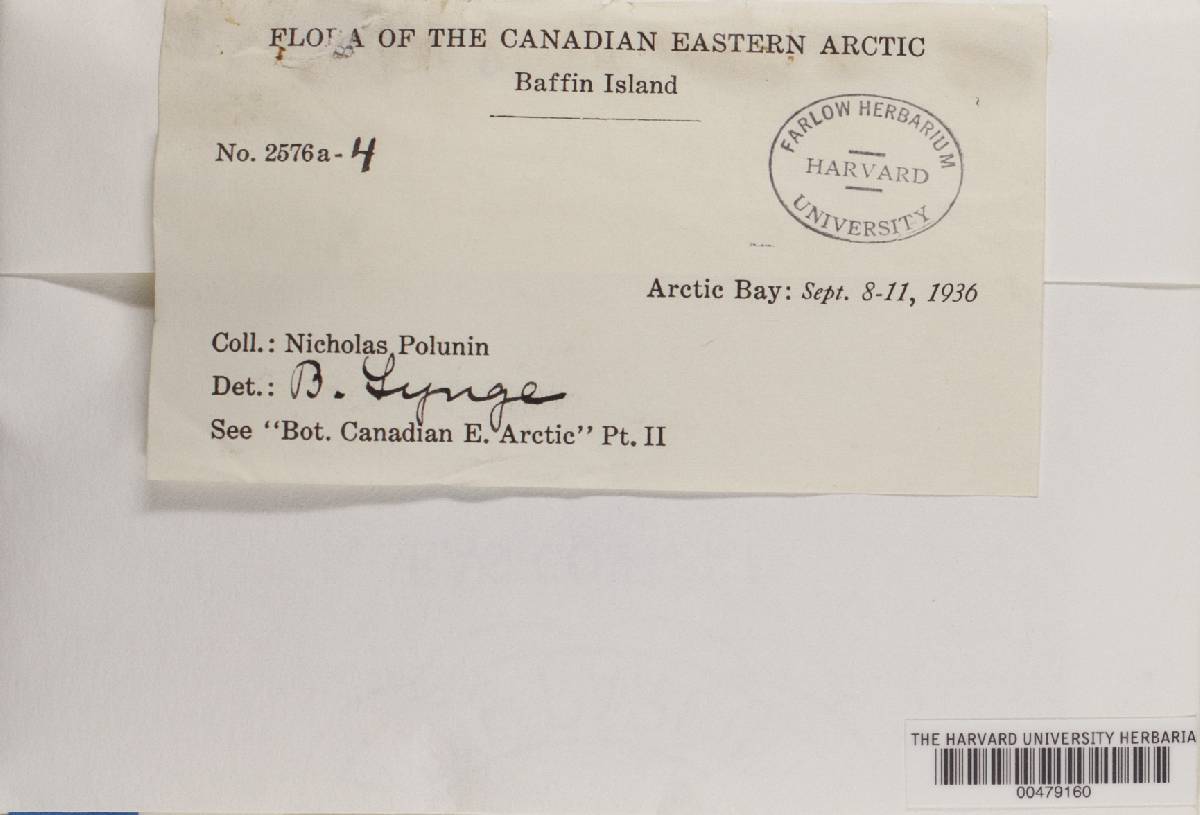 FLORA OF THE CANADIAN EASTERN ARCTIC
Baffin Island
No. 2576a-4
FARLOW HERBARIUM
HARVARD
UNIVERSITY
Arctic Bay: Sept. 8-11, 1936
Coll.: Nicholas Polunin
Det.: B. Lynge
See "Bot. Canadian E. Arctic" Pt. II
THE HARVARD UNIVERSITY HERBARIA
00479160